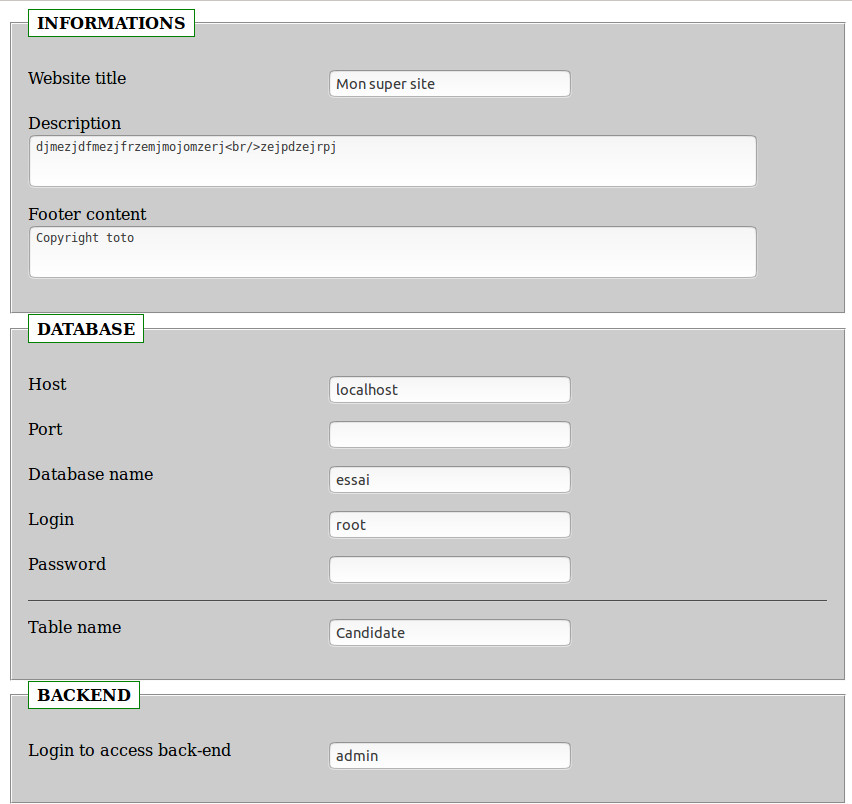 INFORMATIONS
Website title
Mon super site
Description
djmezjdfmezjfrzemjmojomzerj<br/>zejpdzejrpj
Footer content
Copyright toto
DATABASE
Host
localhost
Port
Database name
essai
Login
root
Password
Table name
Candidate
BACKEND
Login to access back-end
admin